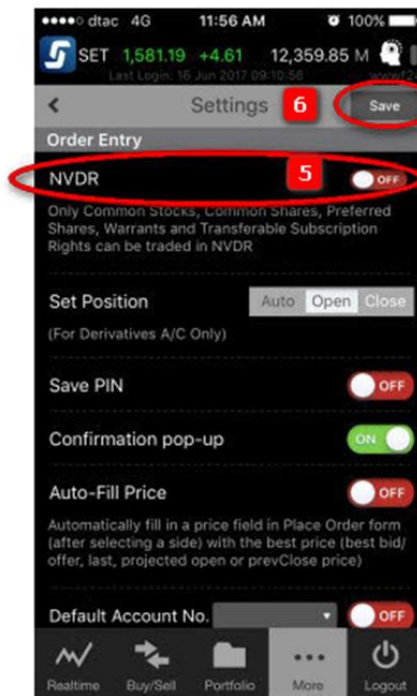 dtac 4G 11:56 AM 100%
SET 1,581.19 +4.61 12,359.85 M
Last Login: 16 Jun 2017 09:10:56
Settings 6 Save
Order Entry
NVDR 5 OFF
Only Common Stocks, Common Shares, Preferred
Shares, Warrants and Transferable Subscription
Rights can be traded in NVDR
Set Position Auto Open Close
(For Derivatives A/C Only)
Save PIN OFF
Confirmation pop-up ON
Auto-Fill Price OFF
Automatically fill in a price field in Place Order form
(after selecting a side) with the best price (best bid/
offer, last, projected open or prevClose price)
Default Account No. OFF
Realtime Buy/Sell Portfolio More Logout